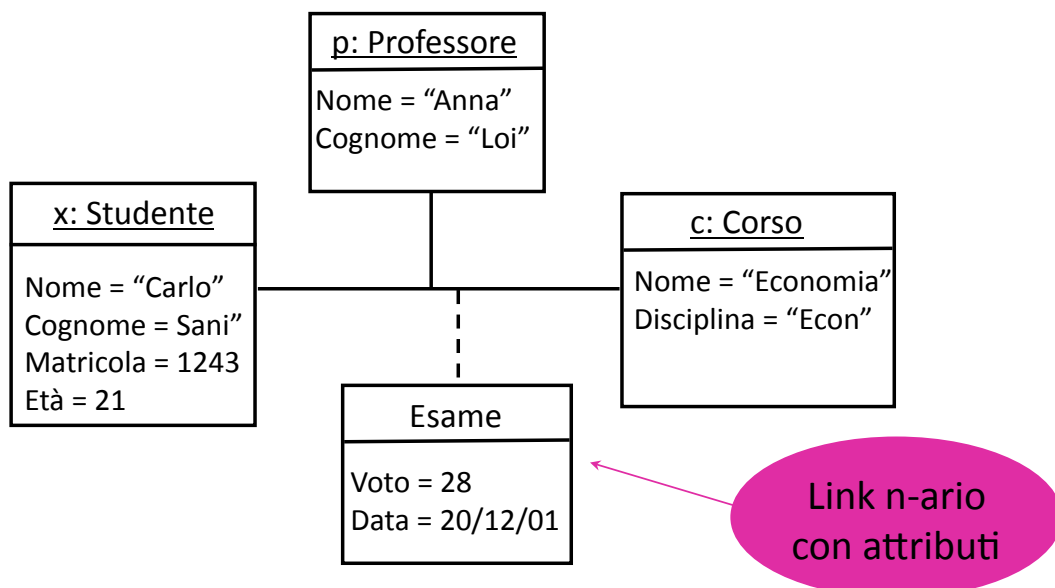 p: Professore
Nome = “Anna”
Cognome = “Loi”
x: Studente
Nome = “Carlo”
Cognome = Sani”
Matricola = 1243
Età = 21
c: Corso
Nome = “Economia”
Disciplina = “Econ”
Esame
Voto = 28
Data = 20/12/01
Link n-ario
con attributi